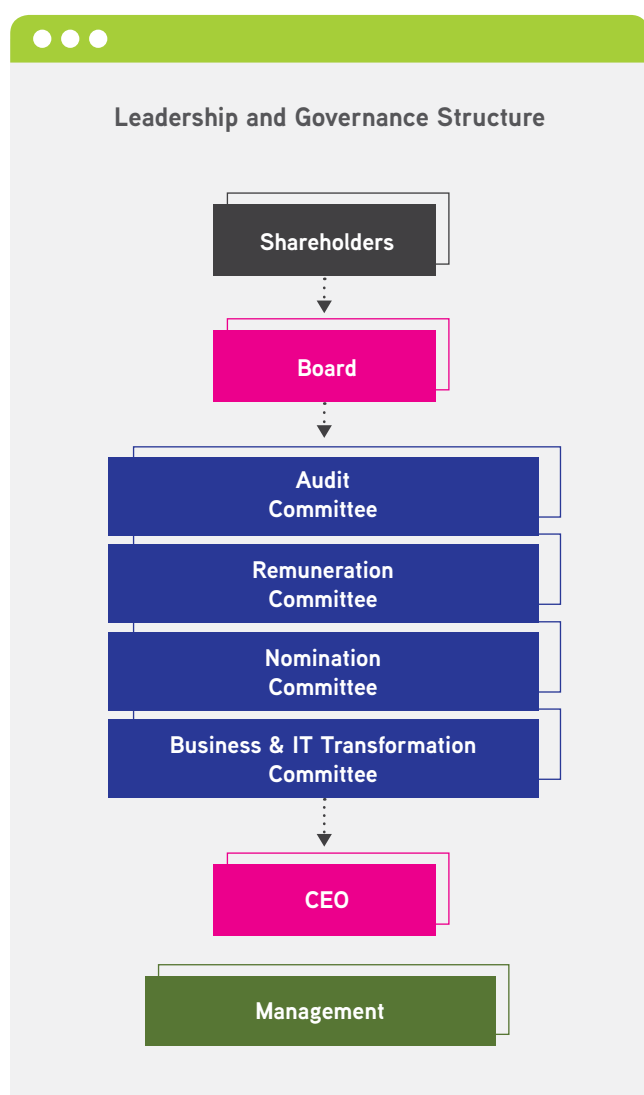 Leadership and Governance Structure
Shareholders
Board
Audit
Committee
Remuneration
Committee
Nomination
Committee
Business & IT Transformation
Committee
CEO
Management